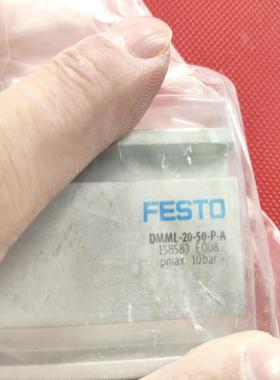 FESTO
DMML-20-50-P-A
158583 E008
pmax 10bar